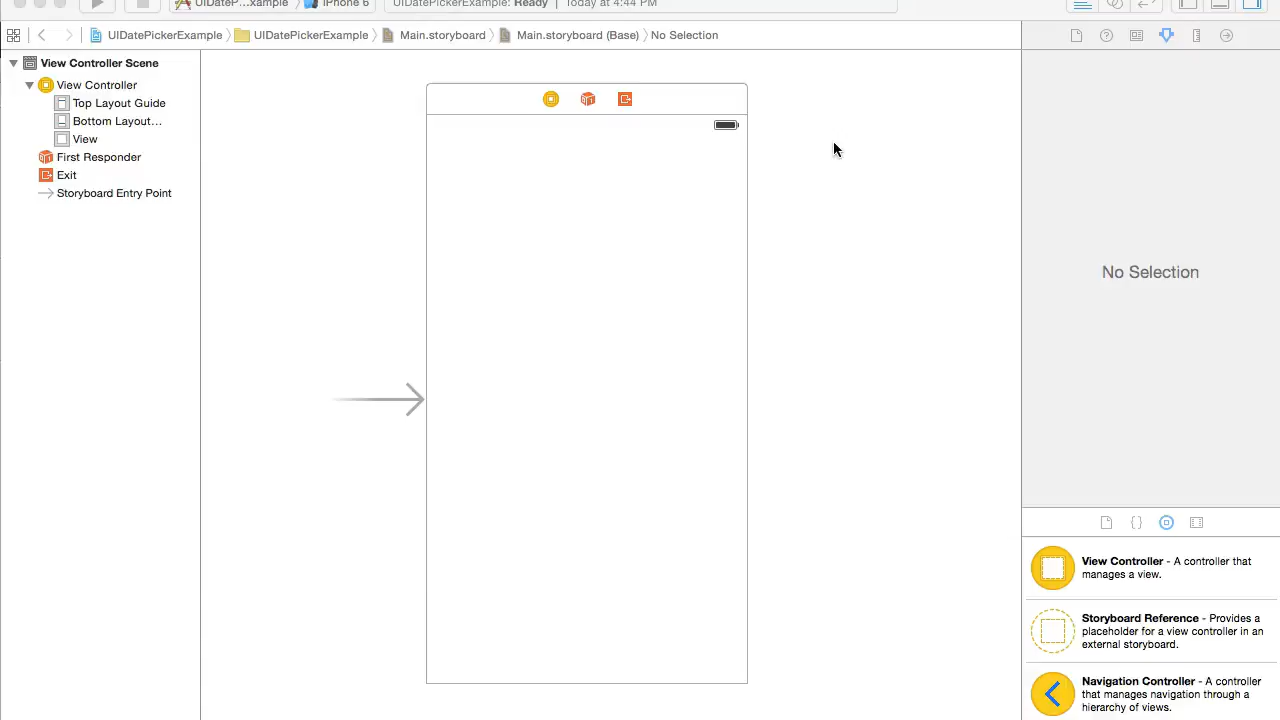 UIDateP...xample iPhone 6 UIDatePickerExample: Ready Today at 4:44 PM
UIDatePickerExample UIDatePickerExample Main.storyboard Main.storyboard (Base) No Selection
View Controller Scene
View Controller
Top Layout Guide
Bottom Layout...
View
First Responder
Exit
Storyboard Entry Point
No Selection
View Controller - A controller that
manages a view.
Storyboard Reference - Provides a
placeholder for a view controller in an
external storyboard.
Navigation Controller - A controller
that manages navigation through a
hierarchy of views.